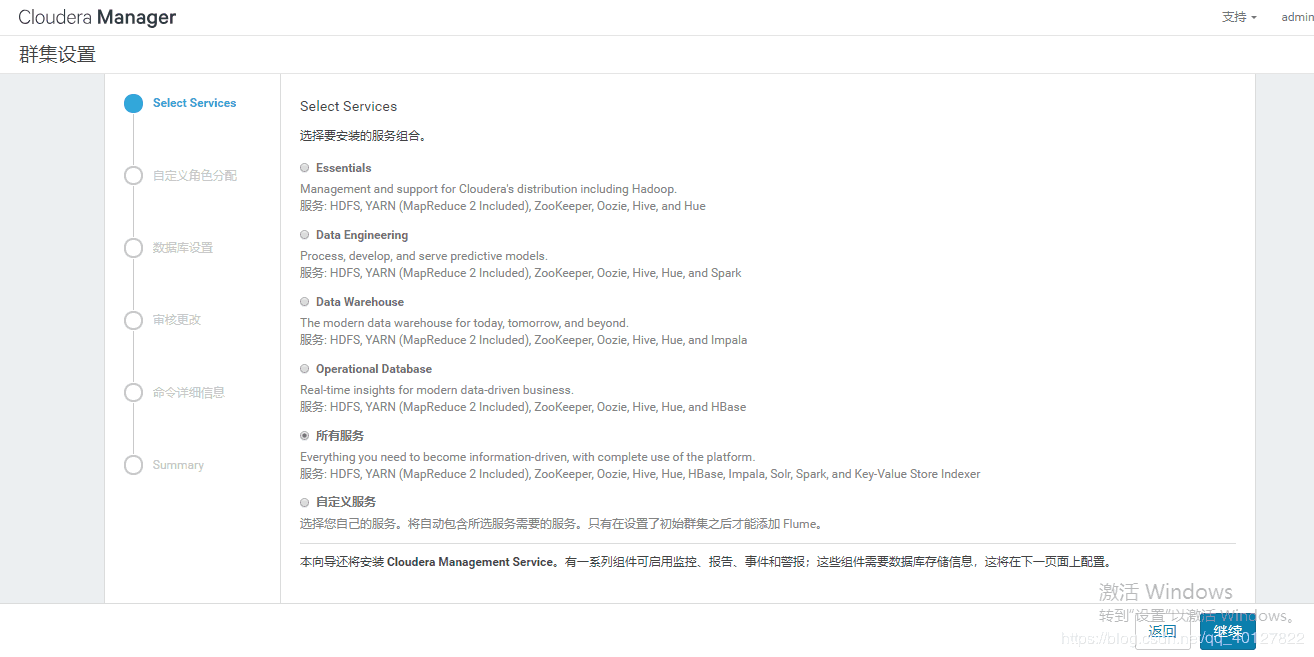 Cloudera Manager
支持
admin
群集设置
Select Services
自定义角色分配
数据库设置
审核更改
命令详细信息
Summary
Select Services
选择要安装的服务组合。
Essentials
Management and support for Cloudera's distribution including Hadoop.
服务: HDFS, YARN (MapReduce 2 Included), ZooKeeper, Oozie, Hive, and Hue
Data Engineering
Process, develop, and serve predictive models.
服务: HDFS, YARN (MapReduce 2 Included), ZooKeeper, Oozie, Hive, Hue, and Spark
Data Warehouse
The modern data warehouse for today, tomorrow, and beyond.
服务: HDFS, YARN (MapReduce 2 Included), ZooKeeper, Oozie, Hive, Hue, and Impala
Operational Database
Real-time insights for modern data-driven business.
服务: HDFS, YARN (MapReduce 2 Included), ZooKeeper, Oozie, Hive, Hue, and HBase
所有服务
Everything you need to become information-driven, with complete use of the platform.
服务: HDFS, YARN (MapReduce 2 Included), ZooKeeper, Oozie, Hive, Hue, HBase, Impala, Solr, Spark, and Key-Value Store Indexer
自定义服务
选择您自己的服务。将自动包含所选服务需要的服务。只有在设置了初始群集之后才能添加 Flume。
本向导还将安装 Cloudera Management Service。有一系列组件可启用监控、报告、事件和警报；这些组件需要数据库存储信息，这将在下一页面上配置。
激活 Windows
转到"设置"以激活 Windows。
返回
继续
https://blog.csdn.net/qq_40127822